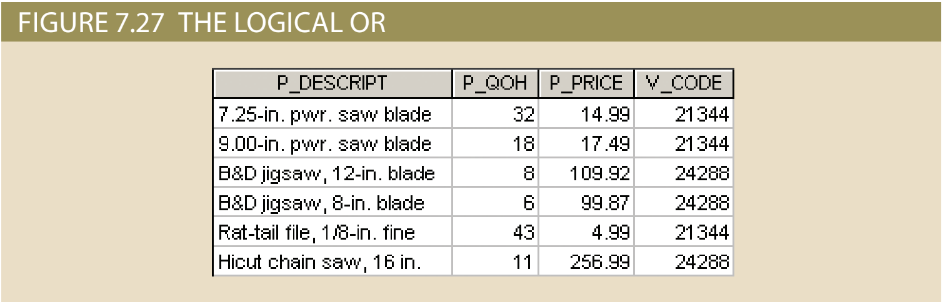 FIGURE 7.27 THE LOGICAL OR
P_DESCRIPT P_QOH P_PRICE V_CODE
7.25-in. pwr. saw blade 32 14.99 21344
9.00-in. pwr. saw blade 18 17.49 21344
B&D jigsaw, 12-in. blade 8 109.92 24288
B&D jigsaw, 8-in. blade 6 99.87 24288
Rat-tail file, 1/8-in. fine 43 4.99 21344
Hicut chain saw, 16 in. 11 256.99 24288